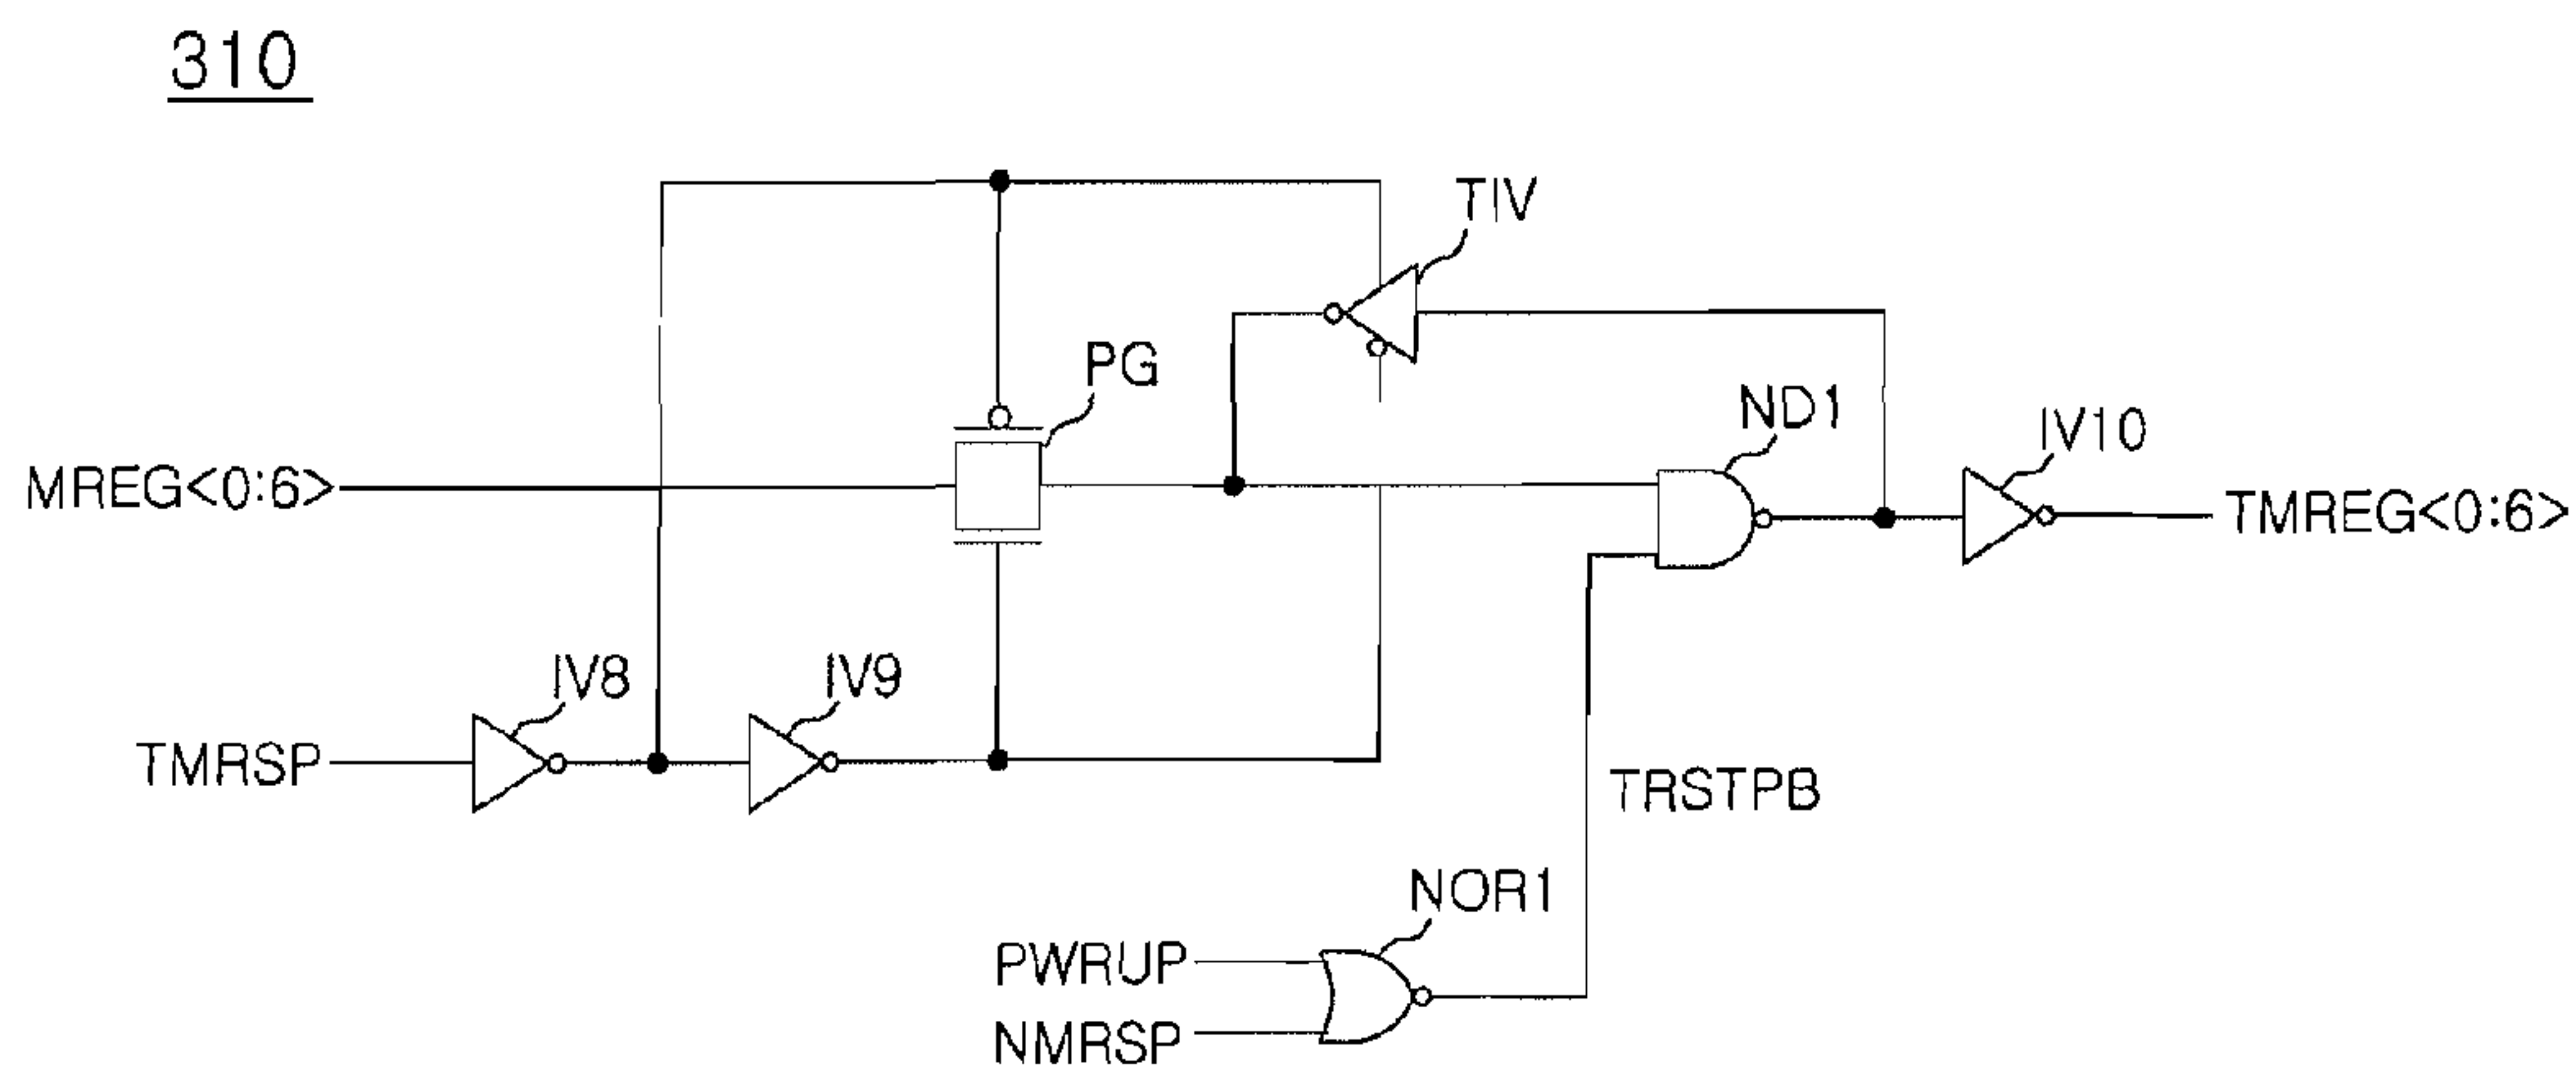 310
TIV
PG
ND1
IV10
MREG<0:6>
TMREG<0:6>
IV8
IV9
TMRSP
TRSTPB
NOR1
PWRUP
NMRSP